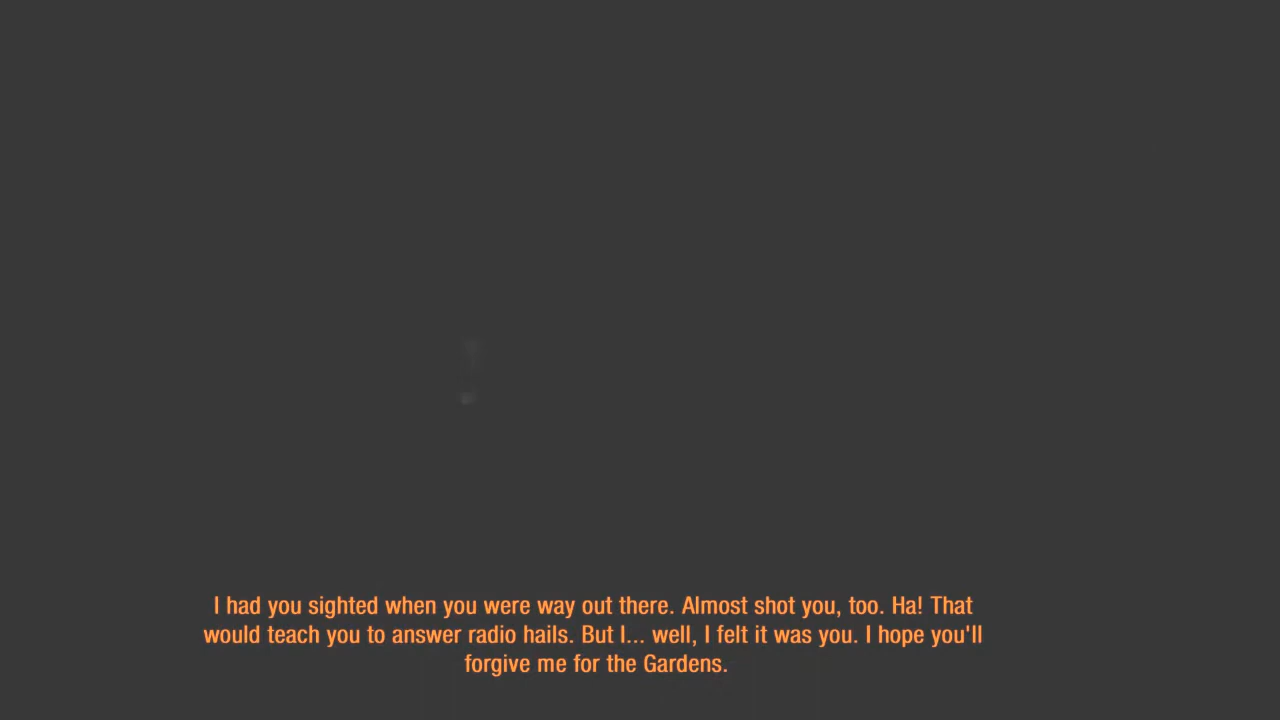 I had you sighted when you were way out there. Almost shot you, too. Ha! That
would teach you to answer radio hails. But I... well, I felt it was you. I hope you'll
forgive me for the Gardens.